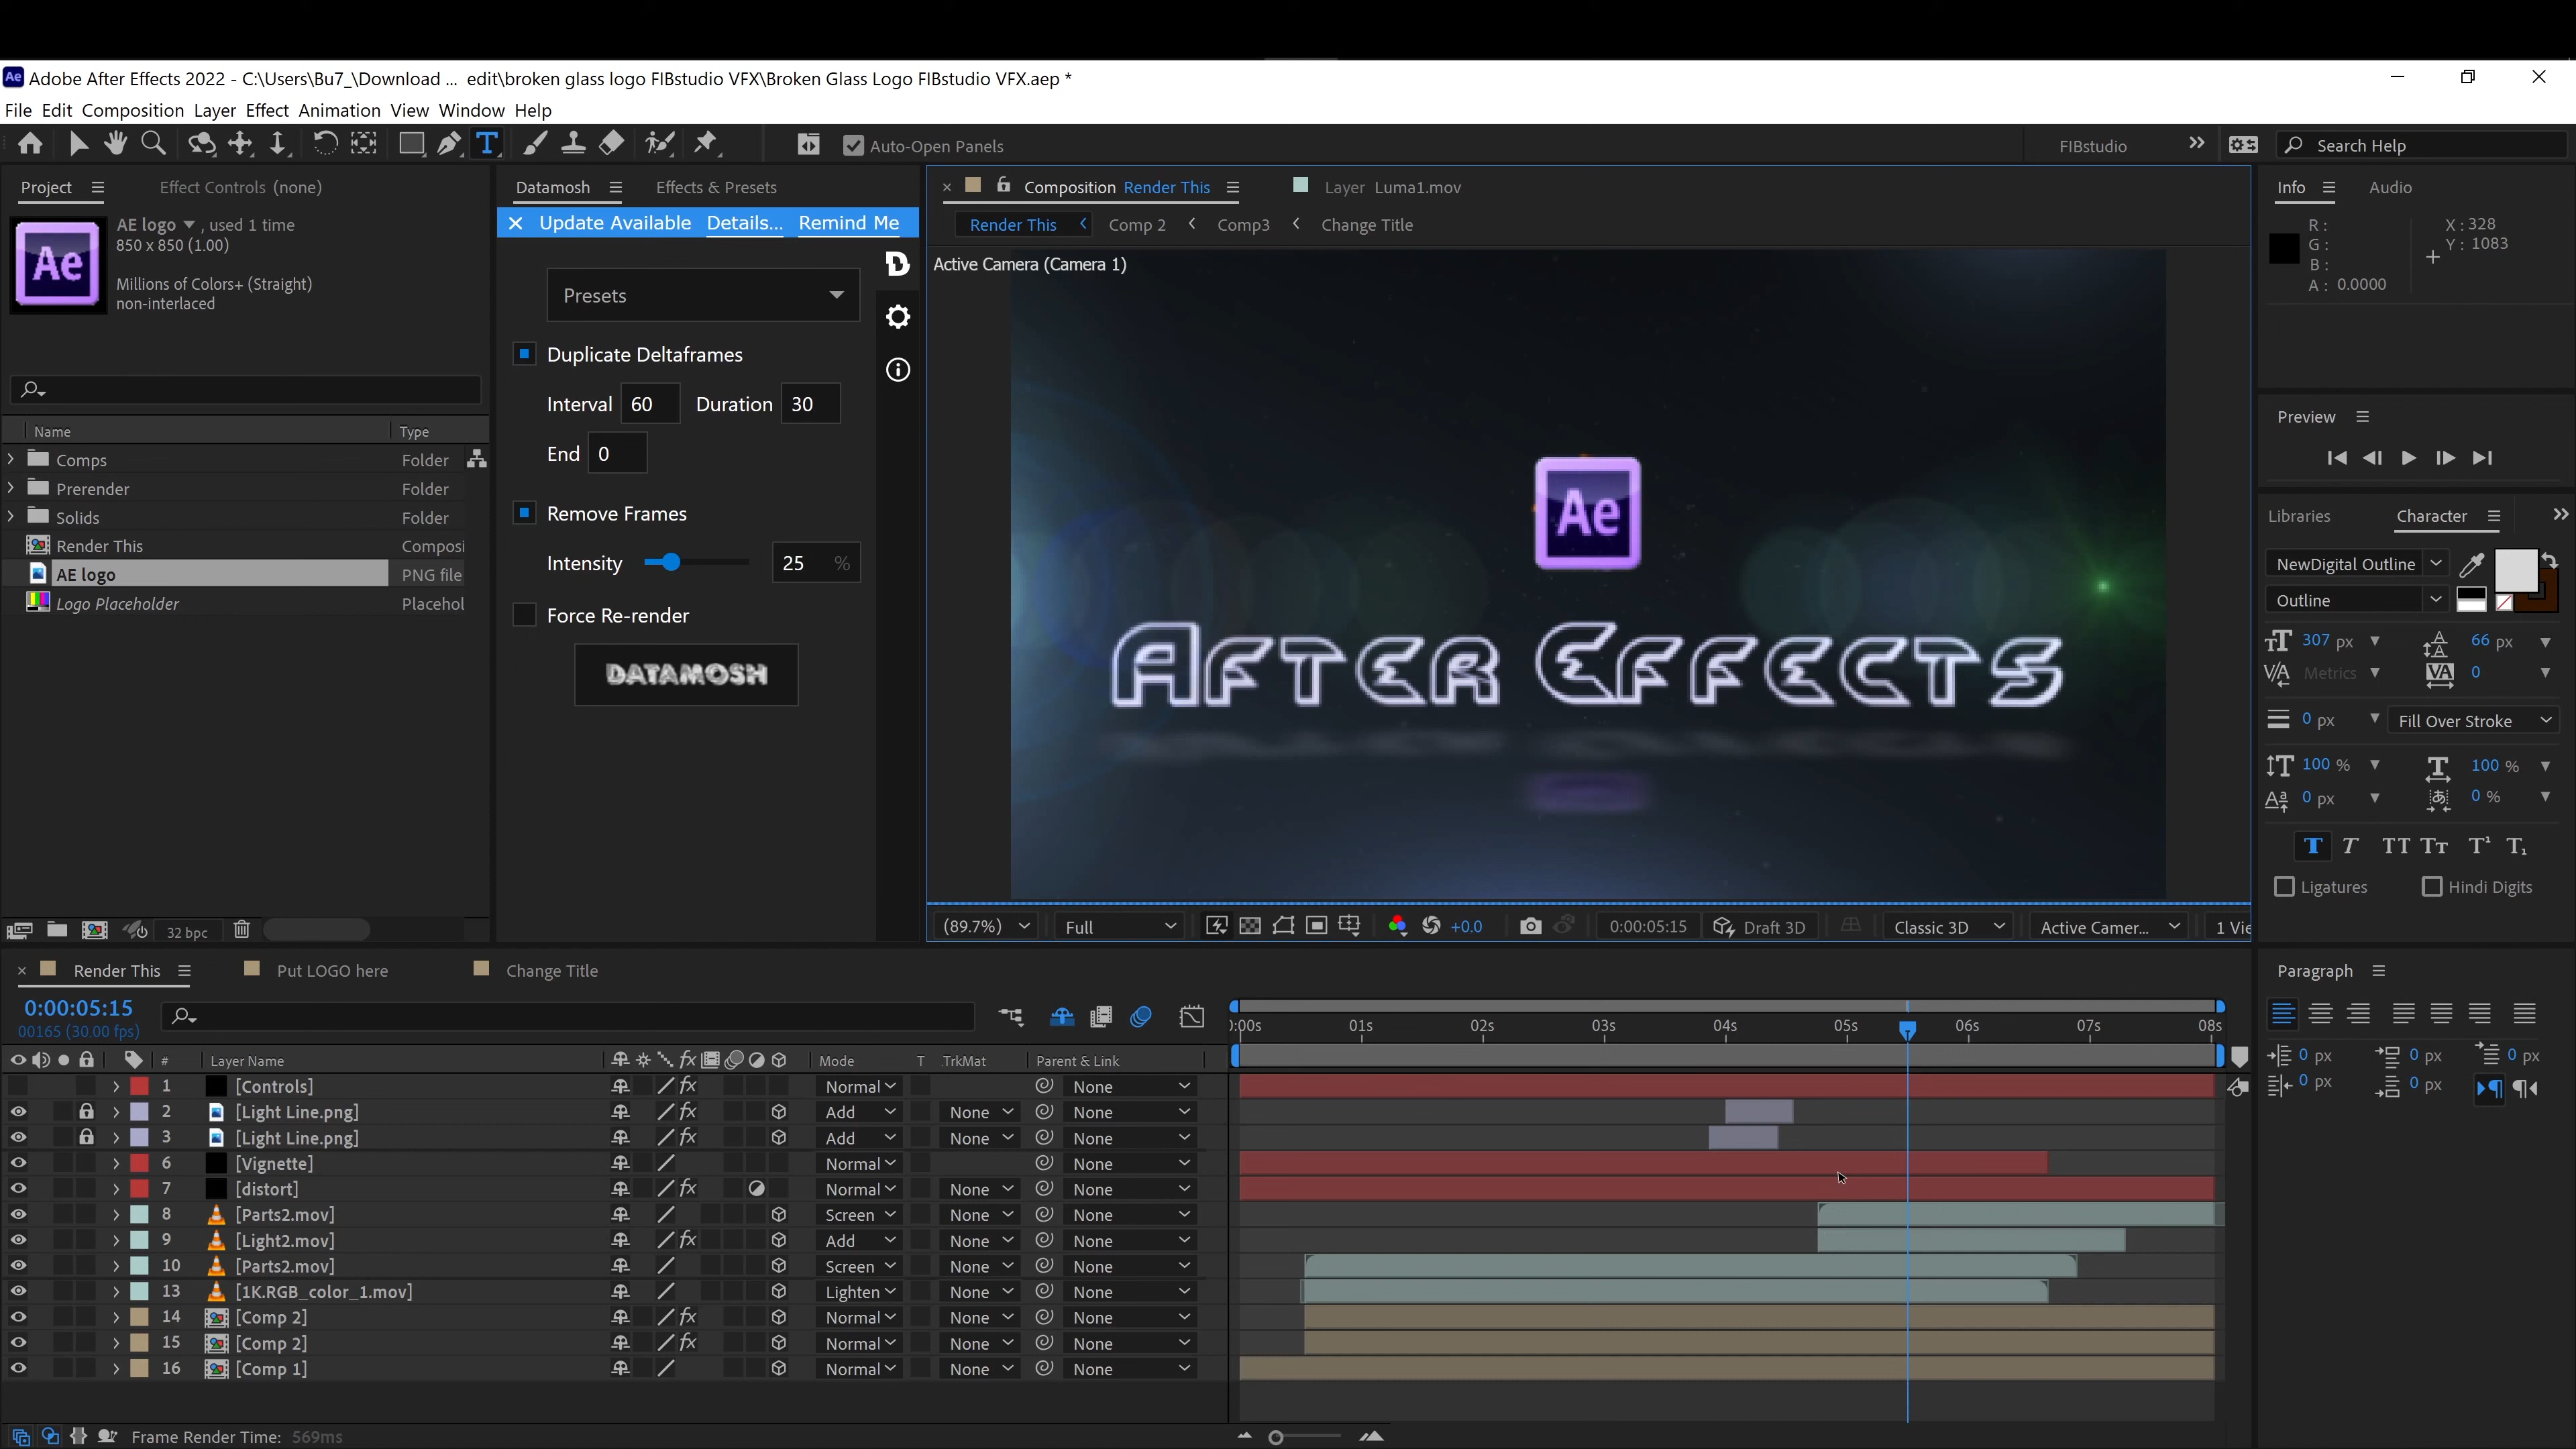 Ae Adobe After Effects 2022 - C:\Users\Bu7_\Download ... edit\broken glass logo FIBstudio VFX\Broken Glass Logo FIBstudio VFX.aep *
File Edit Composition Layer Effect Animation View Window Help
Auto-Open Panels
FIBstudio
Search Help
Project
Effect Controls (none)
Ae
AE logo , used 1 time
850 x 850 (1.00)
Millions of Colors+ (Straight)
non-interlaced
Name Type
Comps Folder
Prerender Folder
Solids Folder
Render This Composi
AE logo PNG file
Logo Placeholder Placehol
32 bpc
Datamosh
Effects & Presets
Update Available Details... Remind Me
Presets
Duplicate Deltaframes
Interval 60 Duration 30
End 0
Remove Frames
Intensity 25 %
Force Re-render
DATAMOSH
Composition Render This
Layer Luma1.mov
Render This Comp 2 Comp3 Change Title
Active Camera (Camera 1)
Ae
After Effects
(89.7%) Full +0.0 0:00:05:15 Draft 3D Classic 3D Active Camer... 1 Vie
Info Audio
R: X: 328
G: Y: 1083
B:
A: 0.0000
Preview
Libraries Character
NewDigital Outline
Outline
307 px 66 px
Metrics 0
0 px Fill Over Stroke
100 % 100 %
0 px 0 %
Ligatures Hindi Digits
Paragraph
0 px 0 px 0 px
0 px 0 px
Render This Put LOGO here Change Title
0:00:05:15
00165 (30.00 fps)
):00s 01s 02s 03s 04s 05s 06s 07s 08s
# Layer Name Mode T .TrkMat Parent & Link
1 [Controls] Normal None
2 [Light Line.png] Add None None
3 [Light Line.png] Add None None
6 [Vignette] Normal None
7 [distort] Normal None None
8 [Parts2.mov] Screen None None
9 [Light2.mov] Add None None
10 [Parts2.mov] Screen None None
13 [1K.RGB_color_1.mov] Lighten None None
14 [Comp 2] Normal None None
15 [Comp 2] Normal None None
16 [Comp 1] Normal None None
Frame Render Time: 569ms